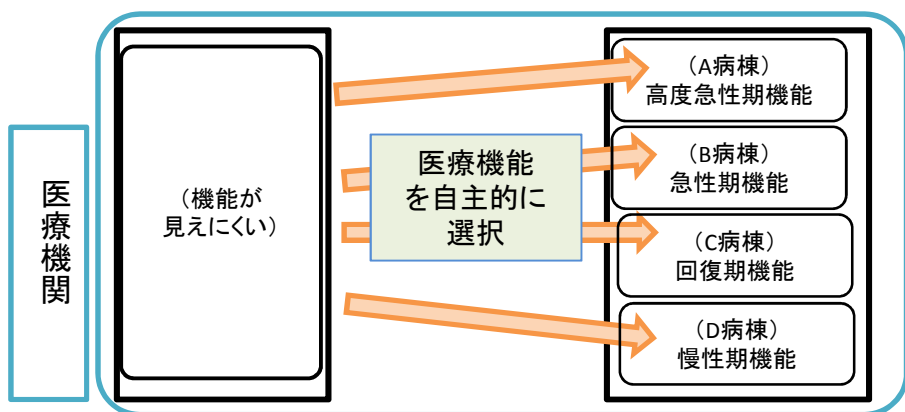 医療機関
(機能が
見えにくい)
医療機能
を自主的に
選択
(A病棟)
高度急性期機能
(B病棟)
急性期機能
(C病棟)
回復期機能
(D病棟)
慢性期機能